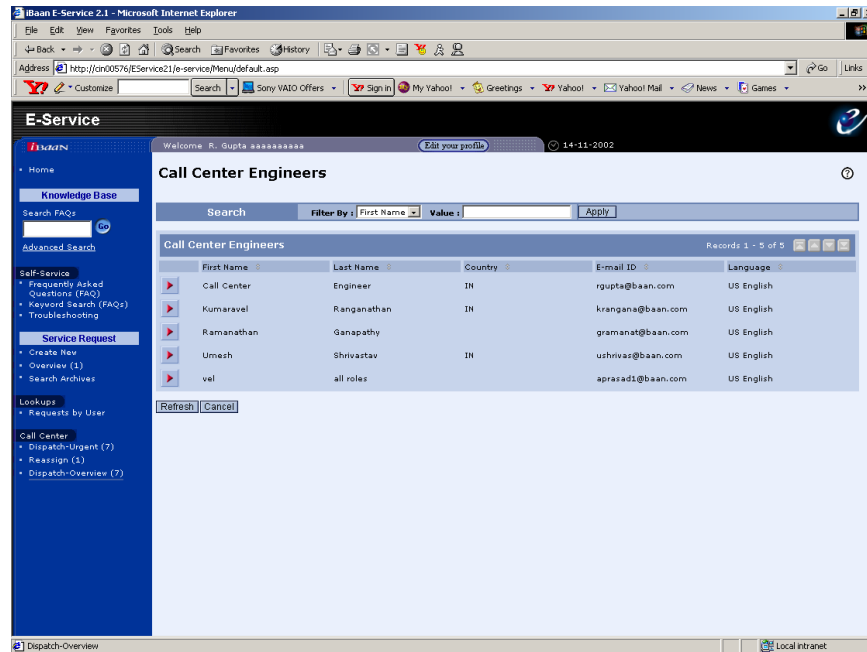 iBaan E-Service 2.1 - Microsoft Internet Explorer
File Edit View Favorites Tools Help
Back Search Favorites History
Address http://cin00576/EService21/e-service/Menu/default.asp Go Links
Customize Search Sony VAIO Offers Sign in My Yahoo! Greetings Yahoo! Yahoo! Mail News Games
E-Service
iBaan Welcome R. Gupta aaaaaaaaaa Edit your profile 14-11-2002
Home
Knowledge Base
Search FAQs
Go
Advanced Search
Self-Service
Frequently Asked
Questions (FAQ)
Keyword Search (FAQs)
Troubleshooting
Service Request
Create New
Overview (1)
Search Archives
Lookups
Requests by User
Call Center
Dispatch-Urgent (7)
Reassign (1)
Dispatch-Overview (7)
Call Center Engineers
Search Filter By : First Name Value : Apply
Call Center Engineers Records 1 - 5 of 5
First Name Last Name Country E-mail ID Language
Call Center Engineer IN rgupta@baan.com US English
Kumaravel Ranganathan IN krangana@baan.com US English
Ramanathan Ganapathy gramanat@baan.com US English
Umesh Shrivastav IN ushrivas@baan.com US English
vel all roles aprasad1@baan.com US English
Refresh Cancel
Dispatch-Overview Local intranet